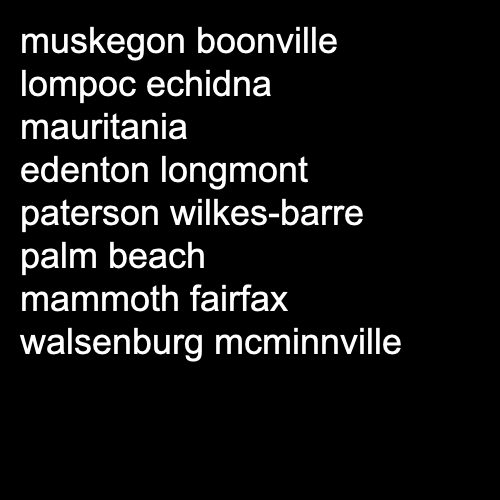 muskegon boonville
lompoc echidna
mauritania
edenton longmont
paterson wilkes-barre
palm beach
mammoth fairfax
walsenburg mcminnville